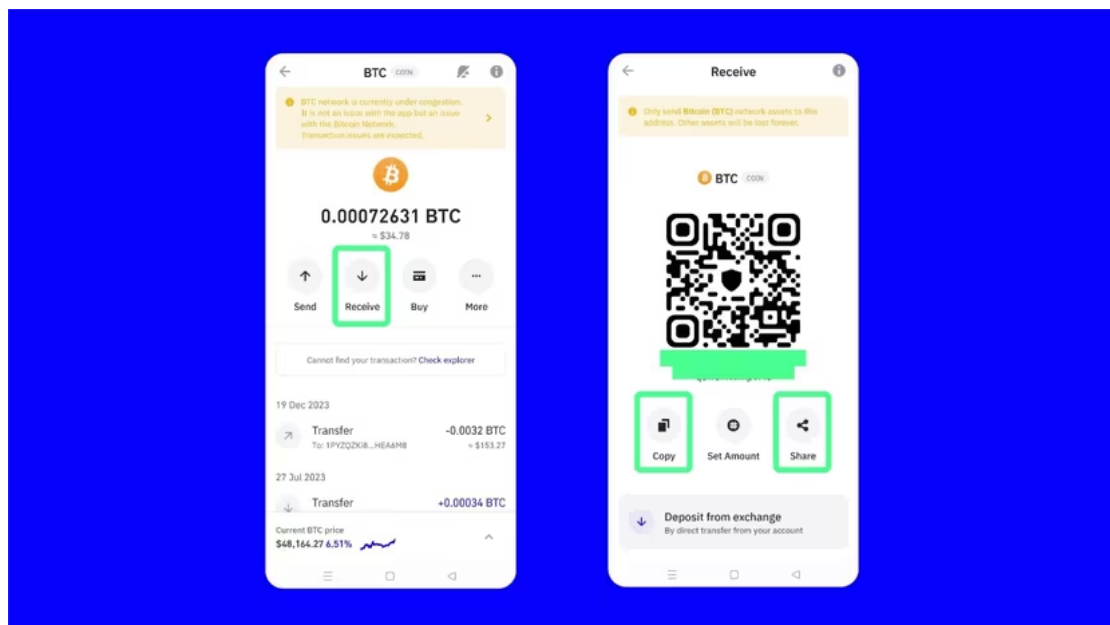 BTC COIN
BTC network is currently under congestion.
It is not an issue with the app but an issue
with the Bitcoin Network.
Transaction issues are expected.
0.00072631 BTC
≈ $34.78
Send Receive Buy More
Cannot find your transaction? Check explorer
19 Dec 2023
Transfer -0.0032 BTC
To: 1PYZQZKi8...HEA6M8 ≈ $153.27
27 Jul 2023
Transfer +0.00034 BTC
Current BTC price
$48,164.27 6.51%
Receive
Only send Bitcoin (BTC) network assets to this
address. Other assets will be lost forever.
BTC COIN
Copy Set Amount Share
Deposit from exchange
By direct transfer from your account